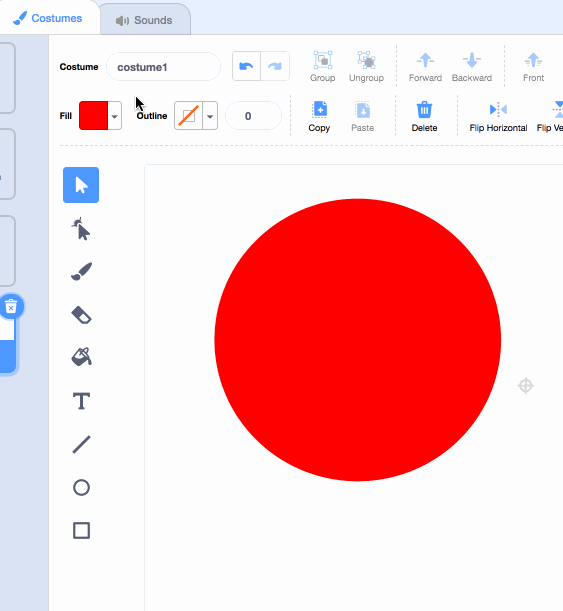 Costumes
Sounds
Costume
costume1
Group
Ungroup
Forward
Backward
Front
Fill
Outline
0
Copy
Paste
Delete
Flip Horizontal
Flip Ve
T